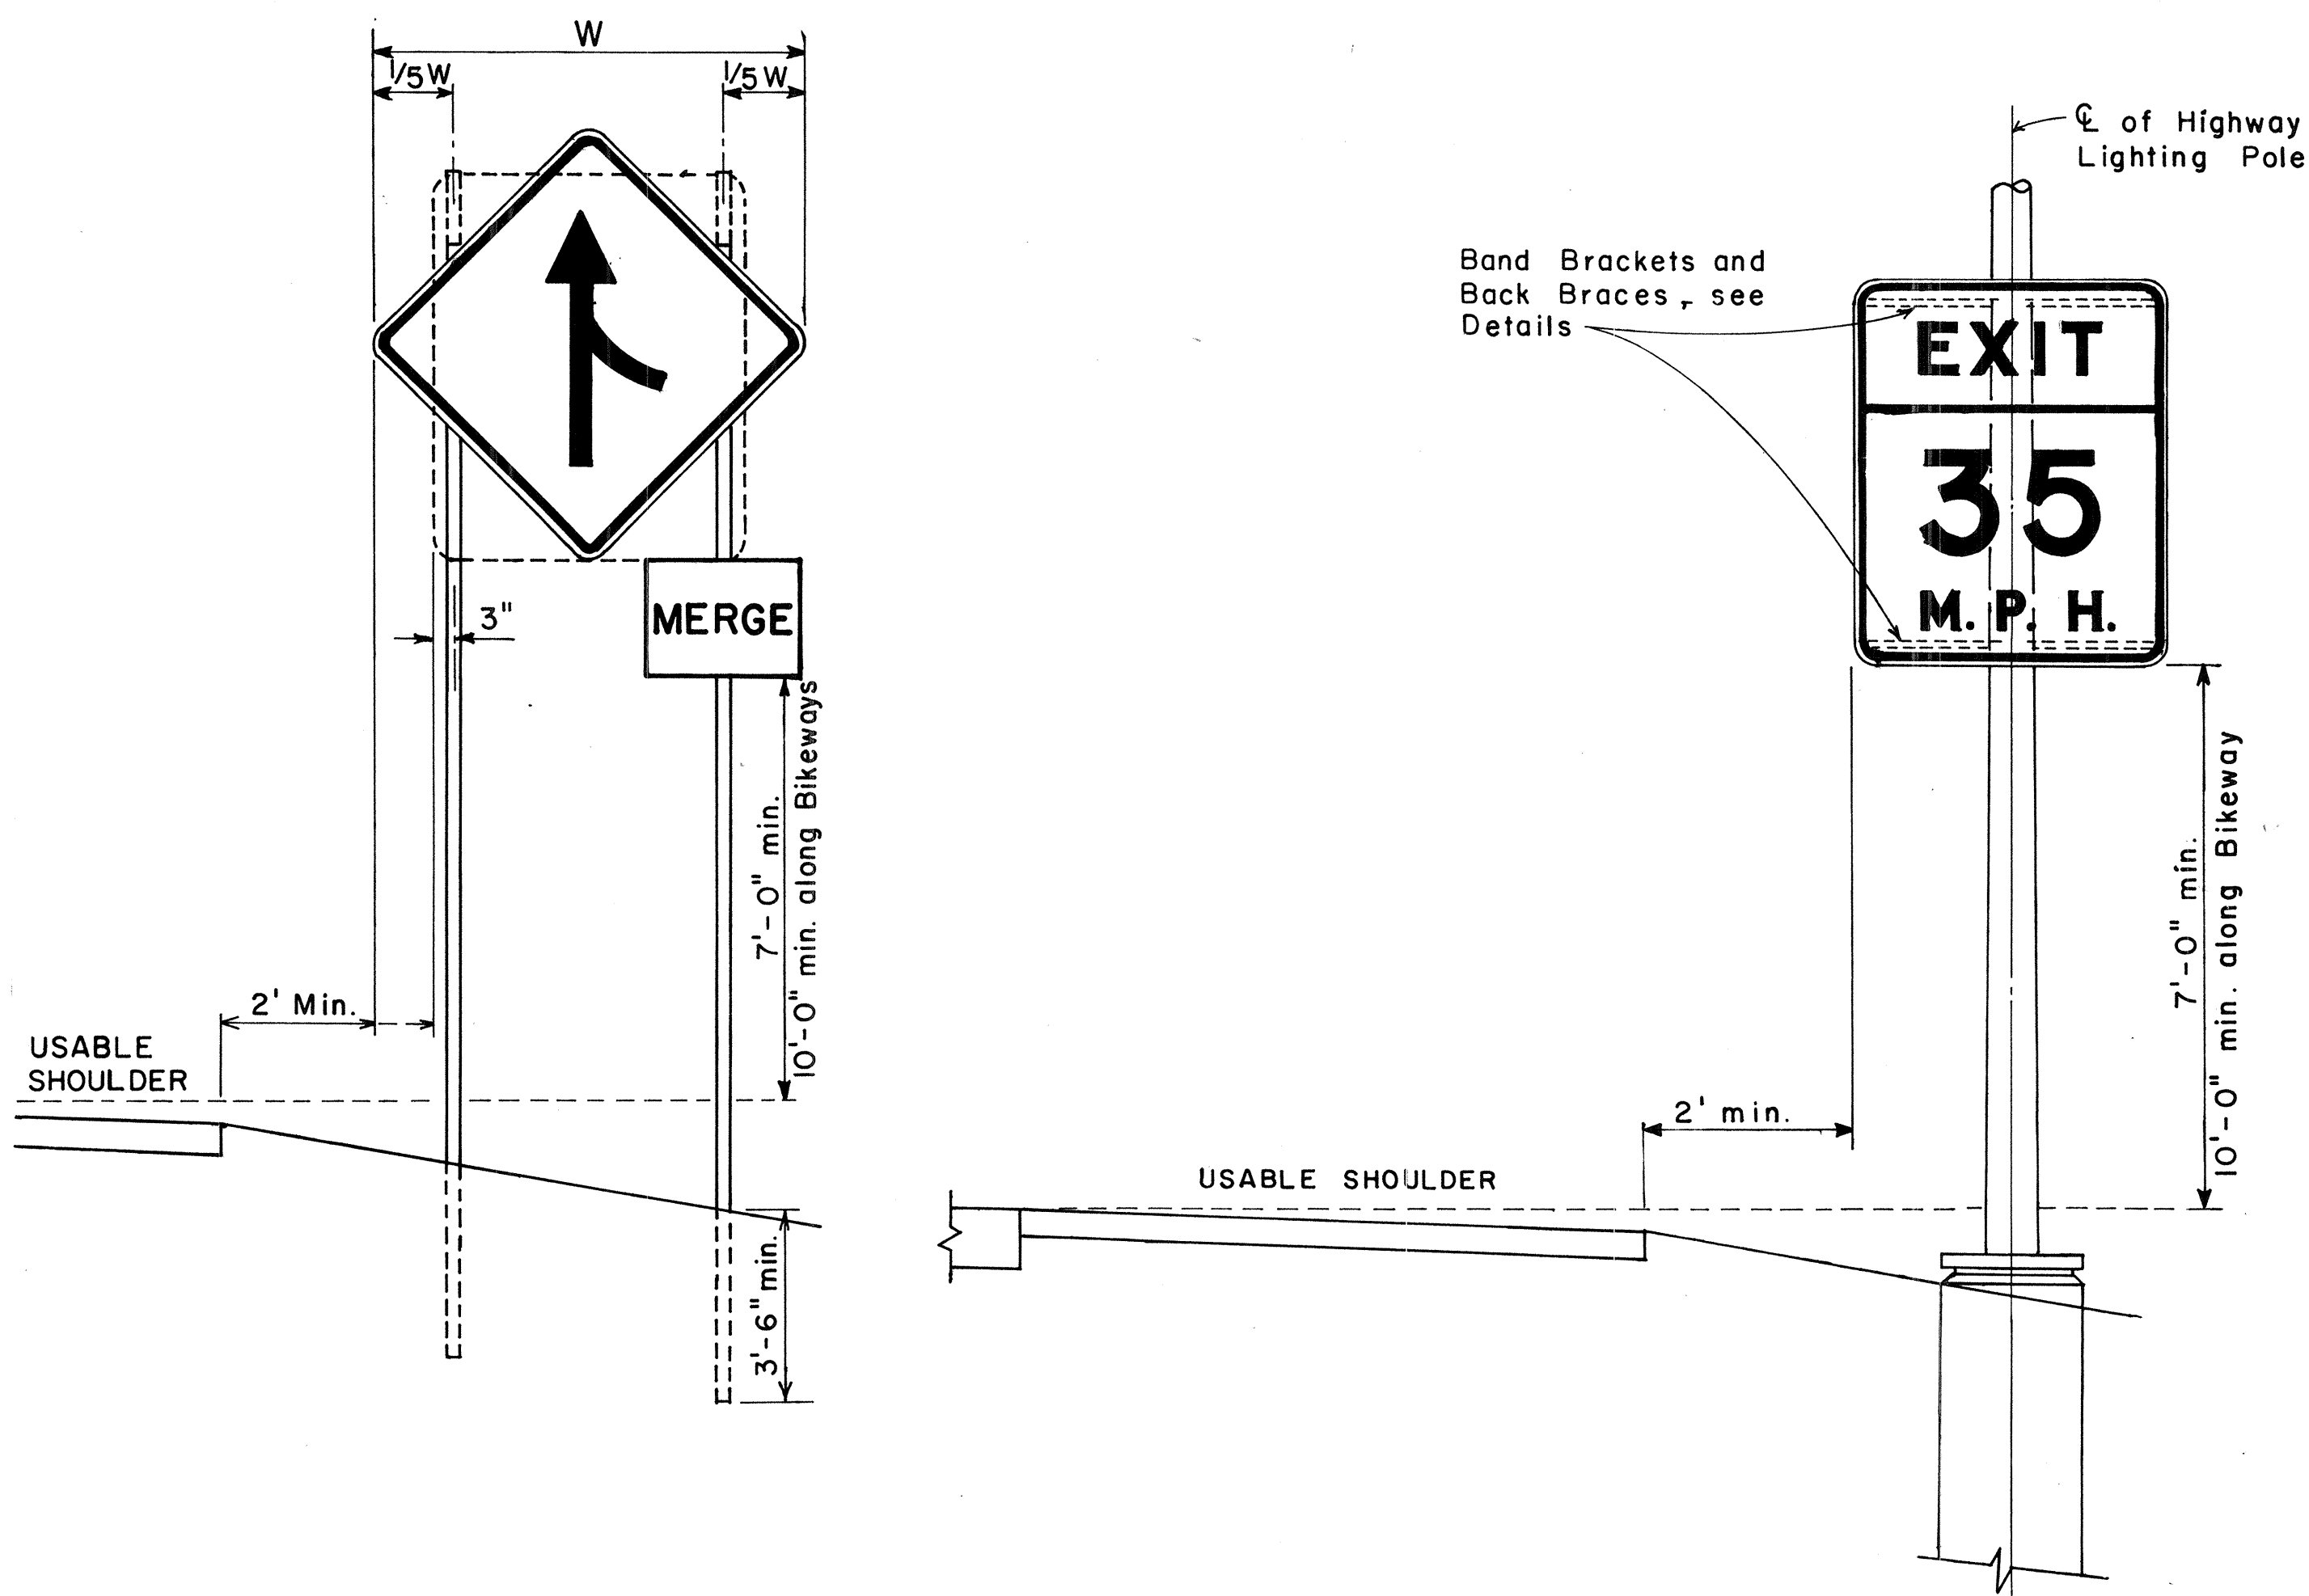 W
1/5 W
1/5 W
MERGE
3"
7'-0" min.
10'-0" min. along Bikeways
2' Min.
USABLE
SHOULDER
3'-6" min.
℄ of Highway
Lighting Pole
Band Brackets and
Back Braces, see
Details
EXIT
35
M. P. H.
7'-0" min.
10'-0" min. along Bikeway
2' min.
USABLE SHOULDER